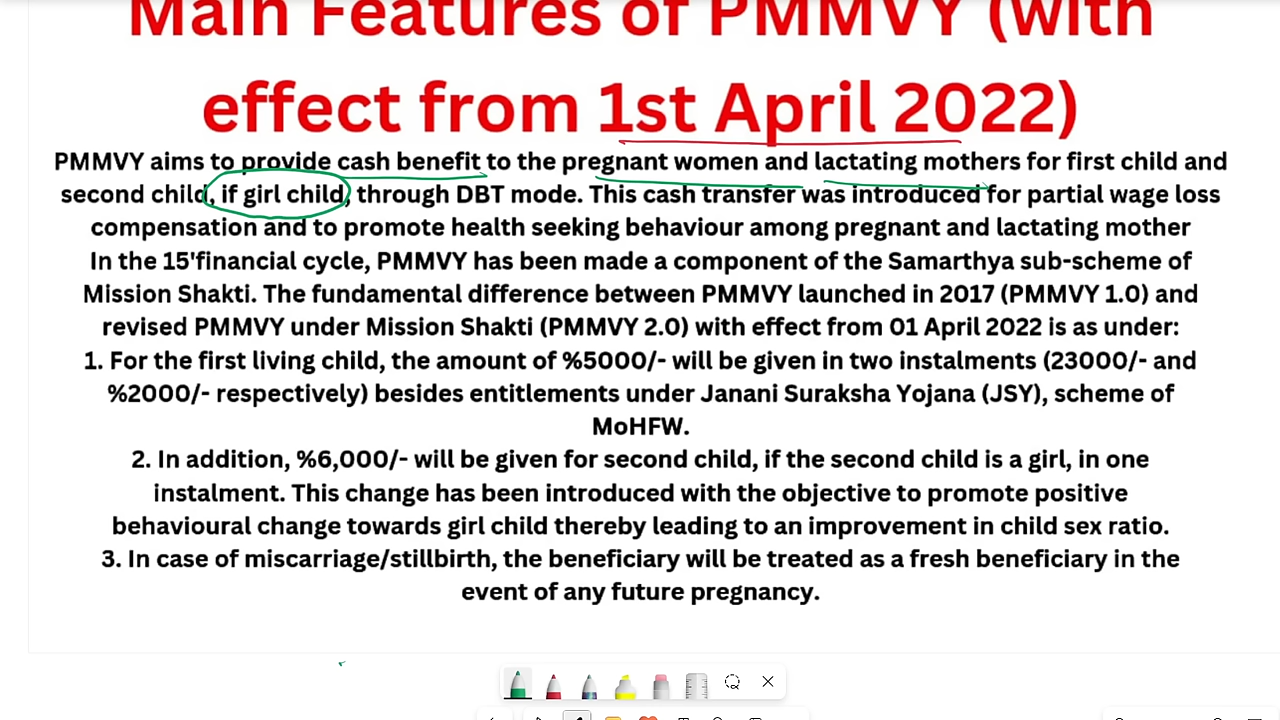 Main Features of PMMVY (with
effect from 1st April 2022)
PMMVY aims to provide cash benefit to the pregnant women and lactating mothers for first child and
second child, if girl child, through DBT mode. This cash transfer was introduced for partial wage loss
compensation and to promote health seeking behaviour among pregnant and lactating mother
In the 15'financial cycle, PMMVY has been made a component of the Samarthya sub-scheme of
Mission Shakti. The fundamental difference between PMMVY launched in 2017 (PMMVY 1.0) and
revised PMMVY under Mission Shakti (PMMVY 2.0) with effect from 01 April 2022 is as under:
1. For the first living child, the amount of %5000/- will be given in two instalments (23000/- and
%2000/- respectively) besides entitlements under Janani Suraksha Yojana (JSY), scheme of
MoHFW.
2. In addition, %6,000/- will be given for second child, if the second child is a girl, in one
instalment. This change has been introduced with the objective to promote positive
behavioural change towards girl child thereby leading to an improvement in child sex ratio.
3. In case of miscarriage/stillbirth, the beneficiary will be treated as a fresh beneficiary in the
event of any future pregnancy.